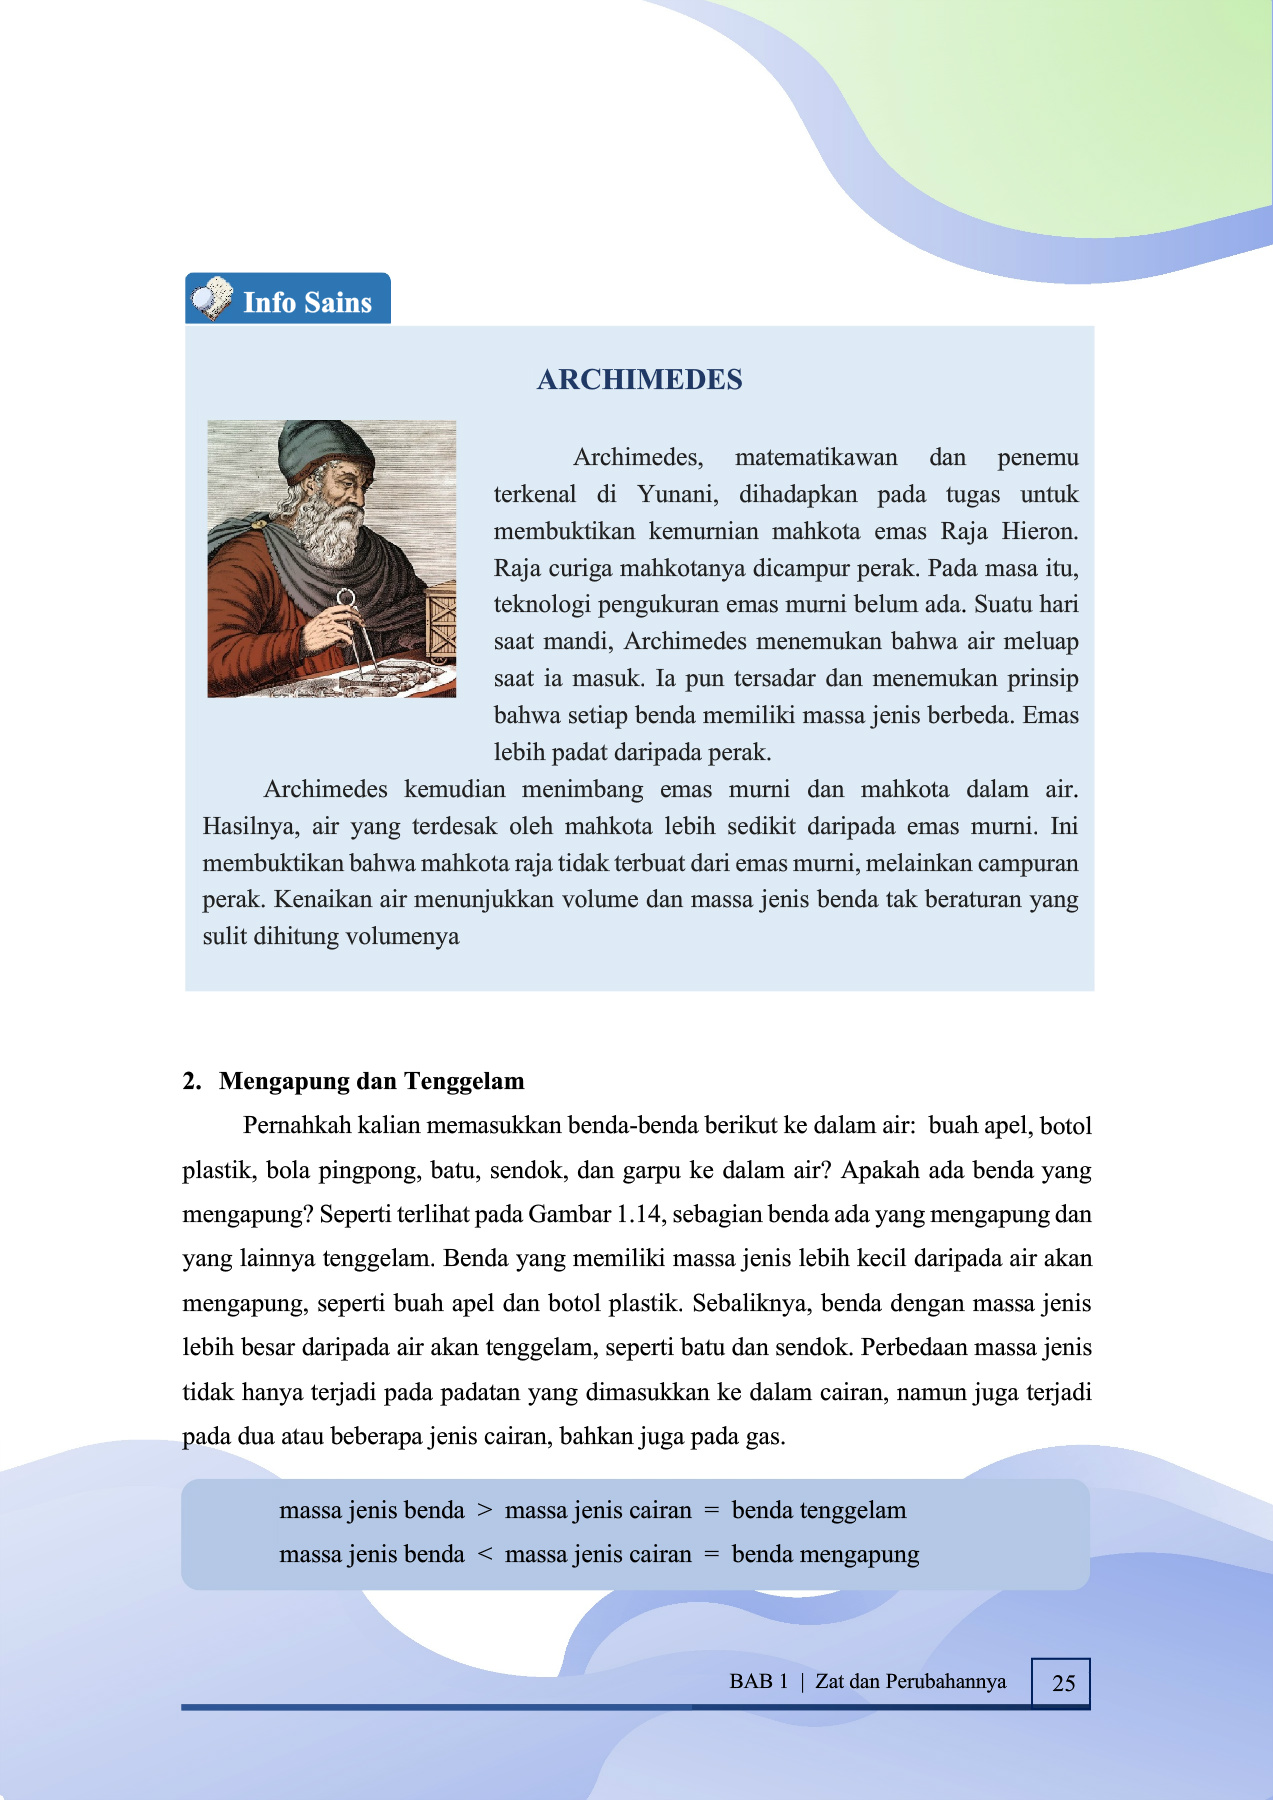 Info Sains
ARCHIMEDES
Archimedes, matematikawan dan penemu
terkenal di Yunani, dihadapkan pada tugas untuk
membuktikan kemurnian mahkota emas Raja Hieron.
Raja curiga mahkotanya dicampur perak. Pada masa itu,
teknologi pengukuran emas murni belum ada. Suatu hari
saat mandi, Archimedes menemukan bahwa air meluap
saat ia masuk. Ia pun tersadar dan menemukan prinsip
bahwa setiap benda memiliki massa jenis berbeda. Emas
lebih padat daripada perak.
Archimedes kemudian menimbang emas murni dan mahkota dalam air.
Hasilnya, air yang terdesak oleh mahkota lebih sedikit daripada emas murni. Ini
membuktikan bahwa mahkota raja tidak terbuat dari emas murni, melainkan campuran
perak. Kenaikan air menunjukkan volume dan massa jenis benda tak beraturan yang
sulit dihitung volumenya
2. Mengapung dan Tenggelam
Pernahkah kalian memasukkan benda-benda berikut ke dalam air: buah apel, botol
plastik, bola pingpong, batu, sendok, dan garpu ke dalam air? Apakah ada benda yang
mengapung? Seperti terlihat pada Gambar 1.14, sebagian benda ada yang mengapung dan
yang lainnya tenggelam. Benda yang memiliki massa jenis lebih kecil daripada air akan
mengapung, seperti buah apel dan botol plastik. Sebaliknya, benda dengan massa jenis
lebih besar daripada air akan tenggelam, seperti batu dan sendok. Perbedaan massa jenis
tidak hanya terjadi pada padatan yang dimasukkan ke dalam cairan, namun juga terjadi
pada dua atau beberapa jenis cairan, bahkan juga pada gas.
massa jenis benda > massa jenis cairan = benda tenggelam
massa jenis benda < massa jenis cairan = benda mengapung
BAB 1 | Zat dan Perubahannya 25